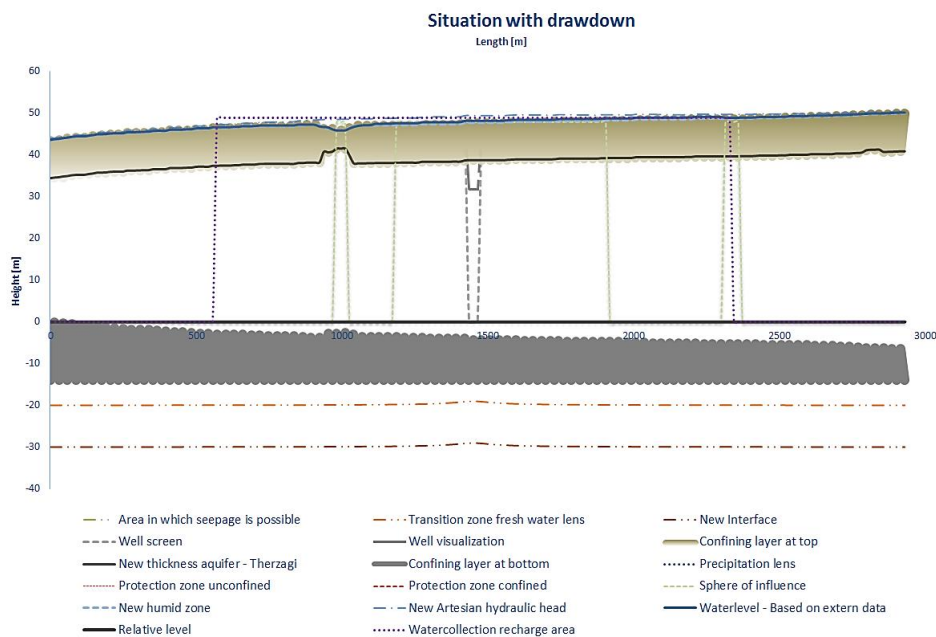 Situation with drawdown
Length [m]
60
50
40
30
20
10
0
-10
-20
-30
-40
Height [m]
0 5000 1000 1500 2000 2500 3000
Area in which seepage is possible Transition zone fresh water lens New Interface
Well screen Well visualization Confining layer at top
New thickness aquifer - Therzagi Confining layer at bottom Precipitation lens
Protection zone unconfined Protection zone confined Sphere of influence
New humid zone New Artesian hydraulic head Waterlevel - Based on extern data
Relative level Watercollection recharge area